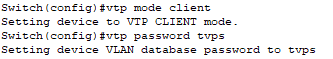 Switch(config)#vtp mode client
Setting device to VTP CLIENT mode.
Switch(config)#vtp password tvps
Setting device VLAN database password to tvps